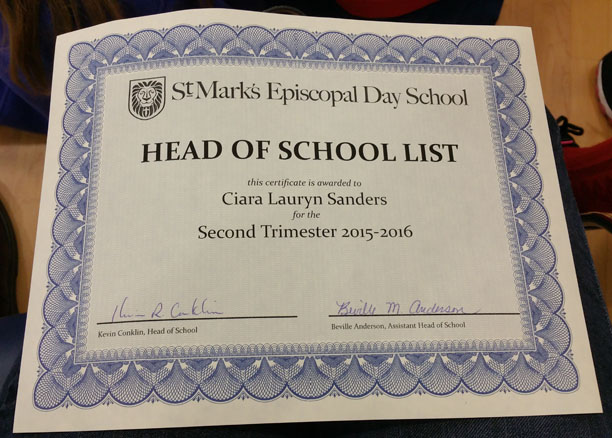 St. Mark's Episcopal Day School
HEAD OF SCHOOL LIST
this certificate is awarded to
Ciara Lauryn Sanders
for the
Second Trimester 2015-2016
Kevin R Conklin
Beville M. Anderson
Kevin Conklin, Head of School
Beville Anderson, Assistant Head of School